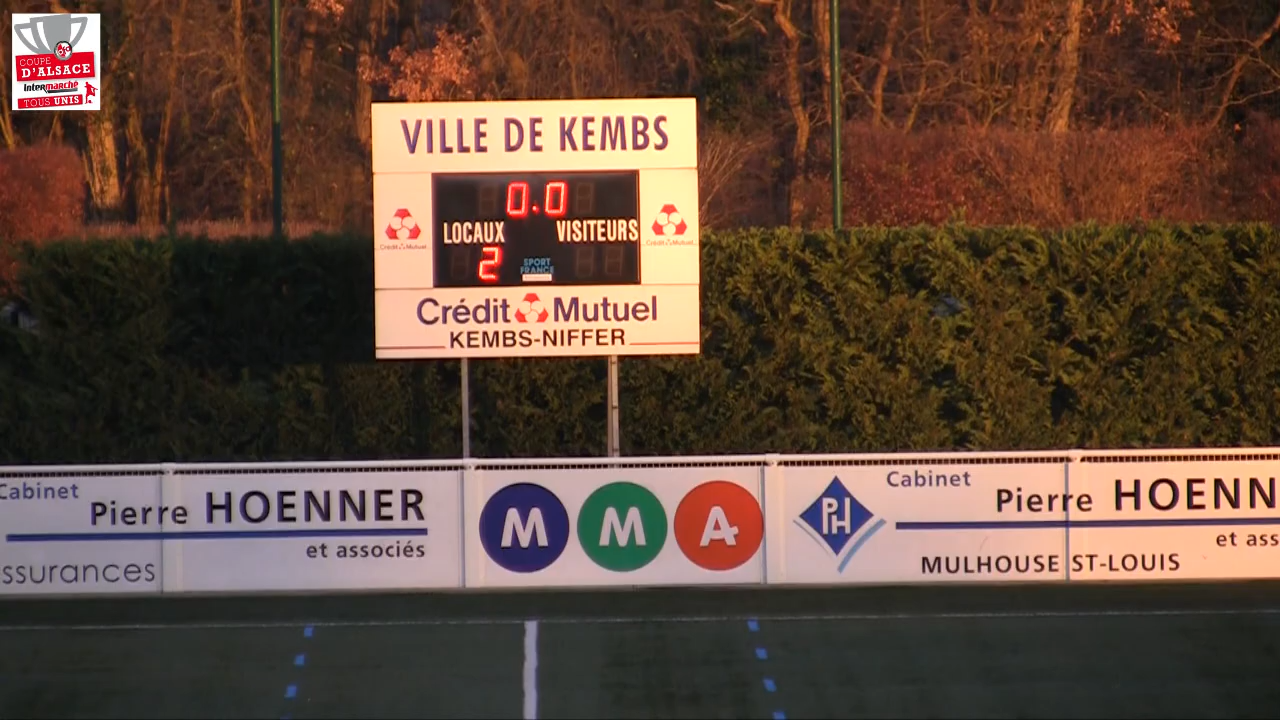 COUPE
D'ALSACE
Intermarché
TOUS UNIS
VILLE DE KEMBS
0.0
LOCAUX VISITEURS
Crédit Mutuel Crédit Mutuel
2
SPORT
FRANCE
Crédit Mutuel
KEMBS-NIFFER
Cabinet
Pierre HOENNER
et associés
ssurances
M M A
PH
Cabinet
Pierre HOENN
et ass
MULHOUSE ST-LOUIS